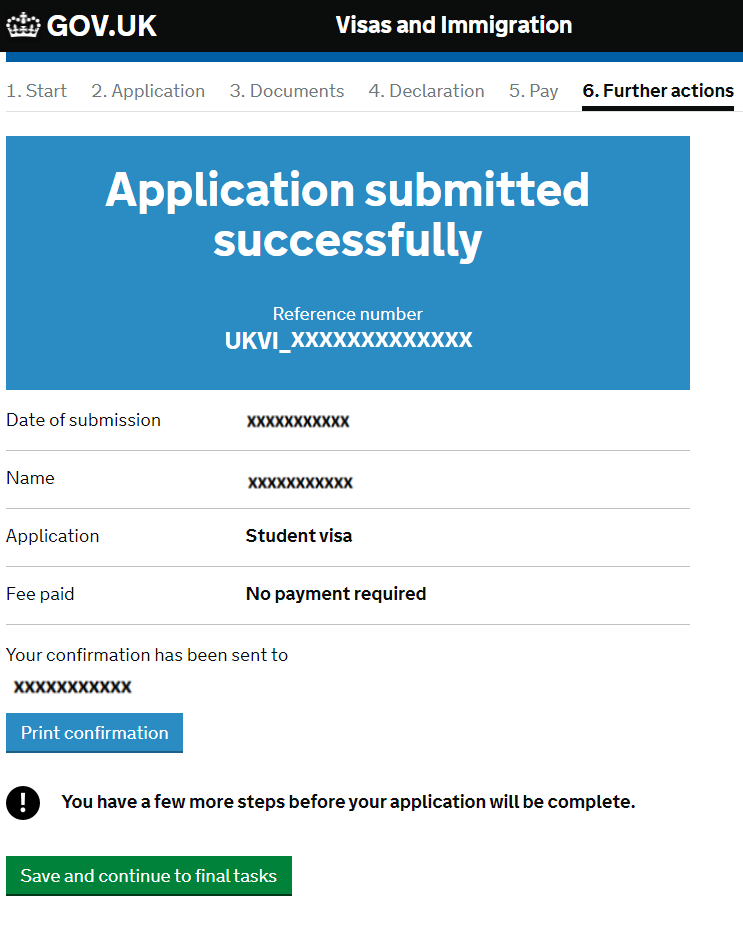 GOV.UK Visas and Immigration
1. Start 2. Application 3. Documents 4. Declaration 5. Pay 6. Further actions
Application submitted
successfully
Reference number
UKVI_XXXXXXXXXXXXX
Date of submission XXXXXXXXXXX
Name XXXXXXXXXXX
Application Student visa
Fee paid No payment required
Your confirmation has been sent to
XXXXXXXXXXX
Print confirmation
! You have a few more steps before your application will be complete.
Save and continue to final tasks